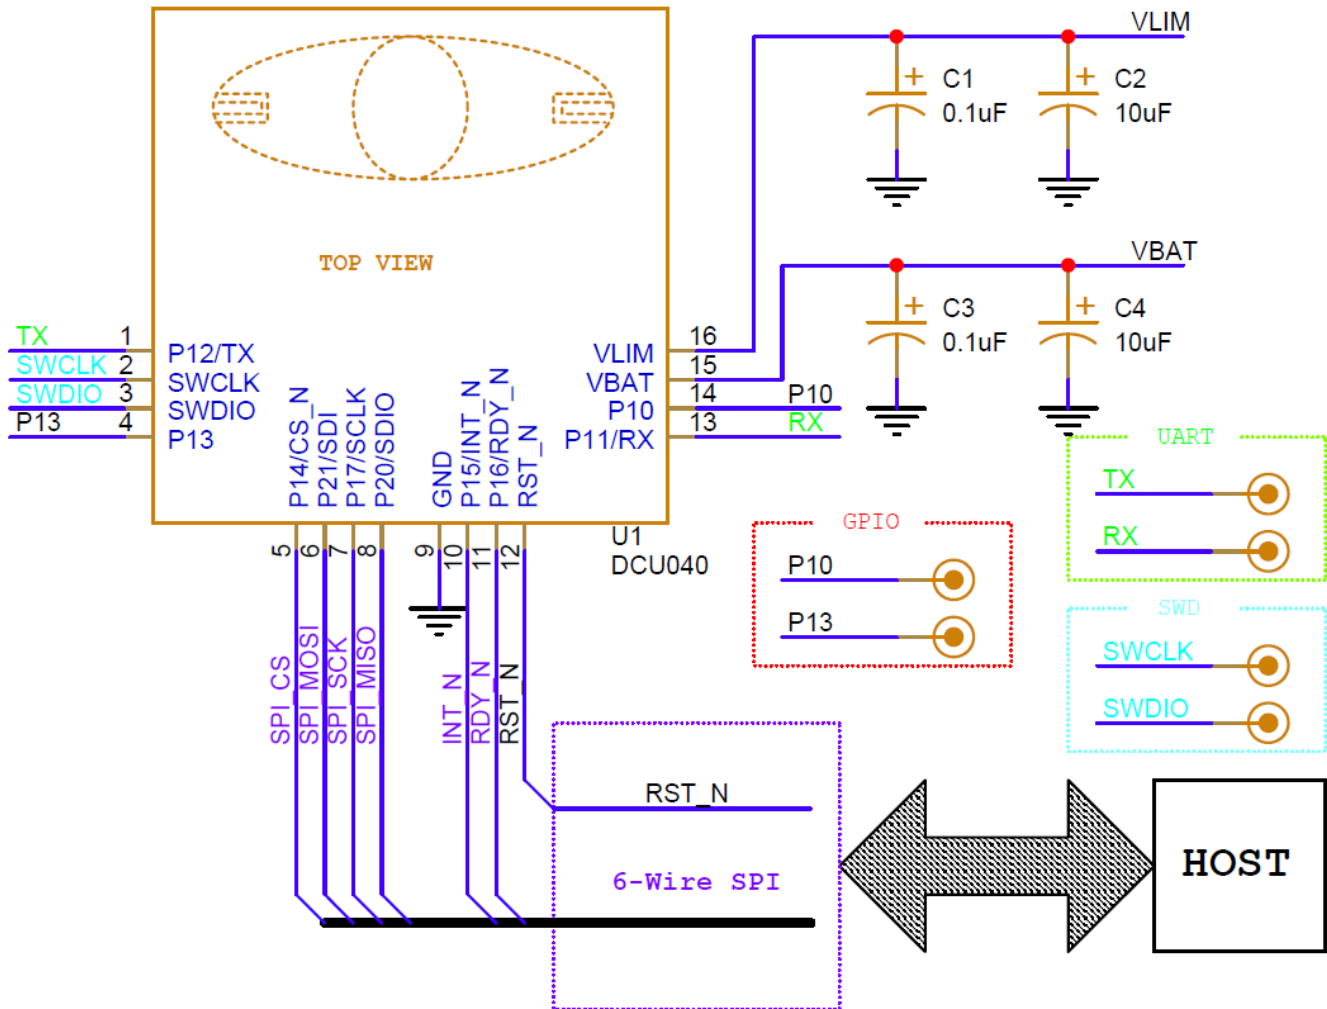 VLIM
+ C1
0.1uF
+ C2
10uF
TOP VIEW
VBAT
+ C3
0.1uF
+ C4
10uF
TX 1 P12/TX
SWCLK 2 SWCLK
SWDIO 3 SWDIO
P13 4 P13
VLIM 16
VBAT 15
P10 14 P10
P11/RX 13 RX
P14/CS_N
P21/SDI
P17/SCLK
P20/SDIO
GND
P15/INT_N
P16/RDY_N
RST_N
5
6
7
8
9
10
11
12
U1
DCU040
SPI_CS
SPI_MOSI
SPI_SCK
SPI_MISO
INT_N
RDY_N
RST_N
GPIO
P10
P13
UART
TX
RX
SWD
SWCLK
SWDIO
RST_N
6-Wire SPI
HOST